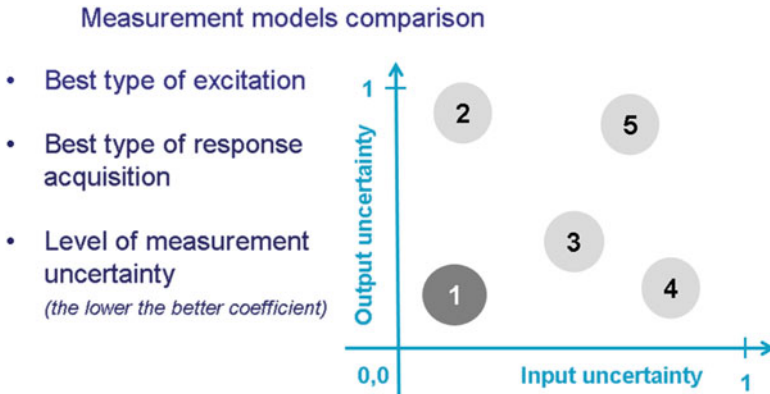 Measurement models comparison
• Best type of excitation
• Best type of response
acquisition
• Level of measurement
uncertainty
(the lower the better coefficient)
Output uncertainty
1
2
5
3
1
4
0,0
Input uncertainty
1